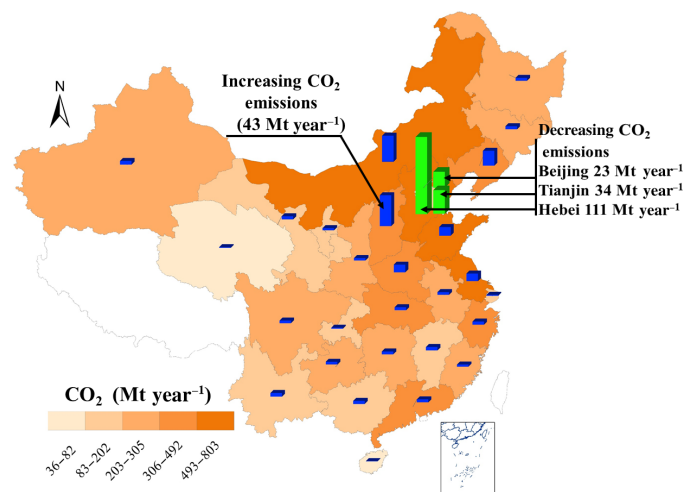 N
Increasing CO₂
emissions
(43 Mt year⁻¹)
Decreasing CO₂
emissions
Beijing 23 Mt year⁻¹
Tianjin 34 Mt year⁻¹
Hebei 111 Mt year⁻¹
CO₂ (Mt year⁻¹)
36–82
83–202
203–305
306–492
493–803